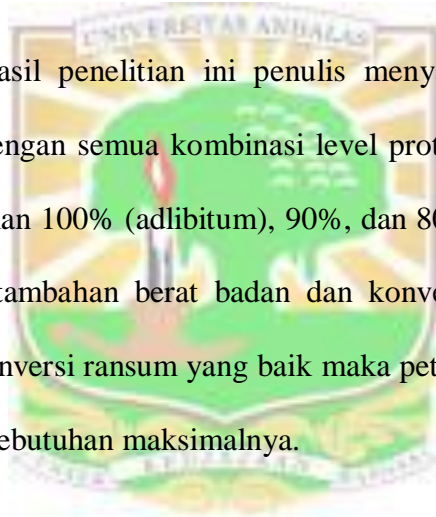 UNIVERSITAS ANDALAS
asil penelitian ini penulis meny
engan semua kombinasi level prot
an 100% (adlibitum), 90%, dan 80
tambahan berat badan dan konve
nversi ransum yang baik maka pet
ebutuhan maksimalnya.